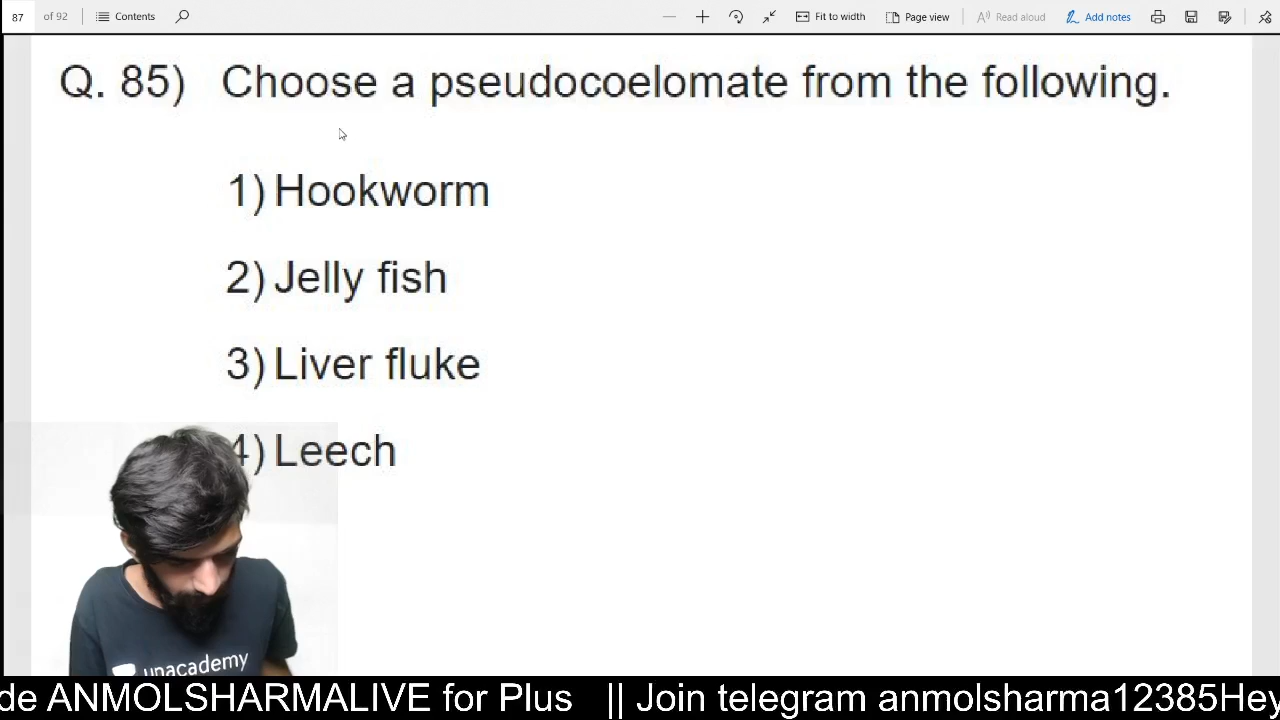 87 of 92 Contents Fit to width Page view Read aloud Add notes
Q. 85) Choose a pseudocoelomate from the following.
1) Hookworm
2) Jelly fish
3) Liver fluke
4) Leech
unacademy
de ANMOLSHARMALIVE for Plus || Join telegram anmolsharma12385Hey